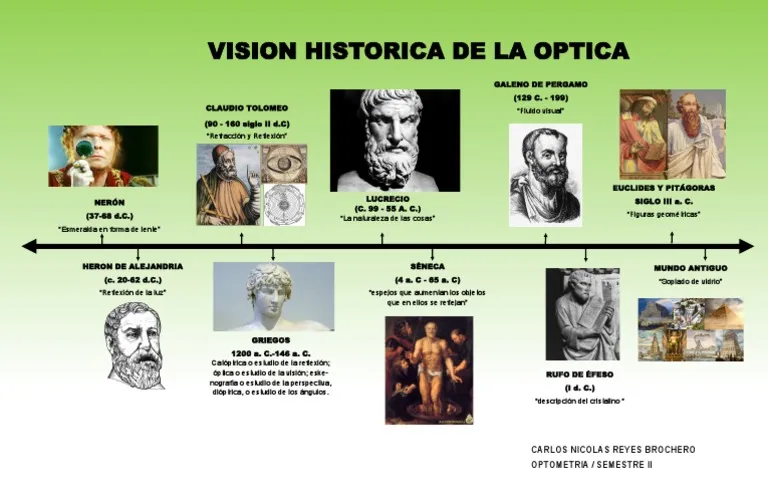 VISION HISTORICA DE LA OPTICA
NERÓN
(37-68 d.C.)
"Esmeralda en forma de lente"
CLAUDIO TOLOMEO
(90 - 160 siglo II d.C)
"Refracción y Reflexión"
LUCRECIO
(C. 99 - 55 A. C.)
"La naturaleza de las cosas"
GALENO DE PERGAMO
(129 C. - 199)
"Fluido visual"
EUCLIDES Y PITÁGORAS
SIGLO III a. C.
"Figuras geométricas"
HERON DE ALEJANDRIA
(c. 20-62 d.C.)
"Reflexión de la luz"
GRIEGOS
1200 a. C.-146 a. C.
Catóptrica o estudio de la reflexión;
óptica o estudio de la visión; eske-
nografía o estudio de la perspectiva,
dióptrica, o estudio de los ángulos.
SÉNECA
(4 a. C - 65 a. C)
"espejos que aumentan los objetos
que en ellos se reflejan"
RUFO DE ÉFESO
(I d. C.)
"descripción del cristalino "
MUNDO ANTIGUO
"Soplado de vidrio"
CARLOS NICOLAS REYES BROCHERO
OPTOMETRIA / SEMESTRE II